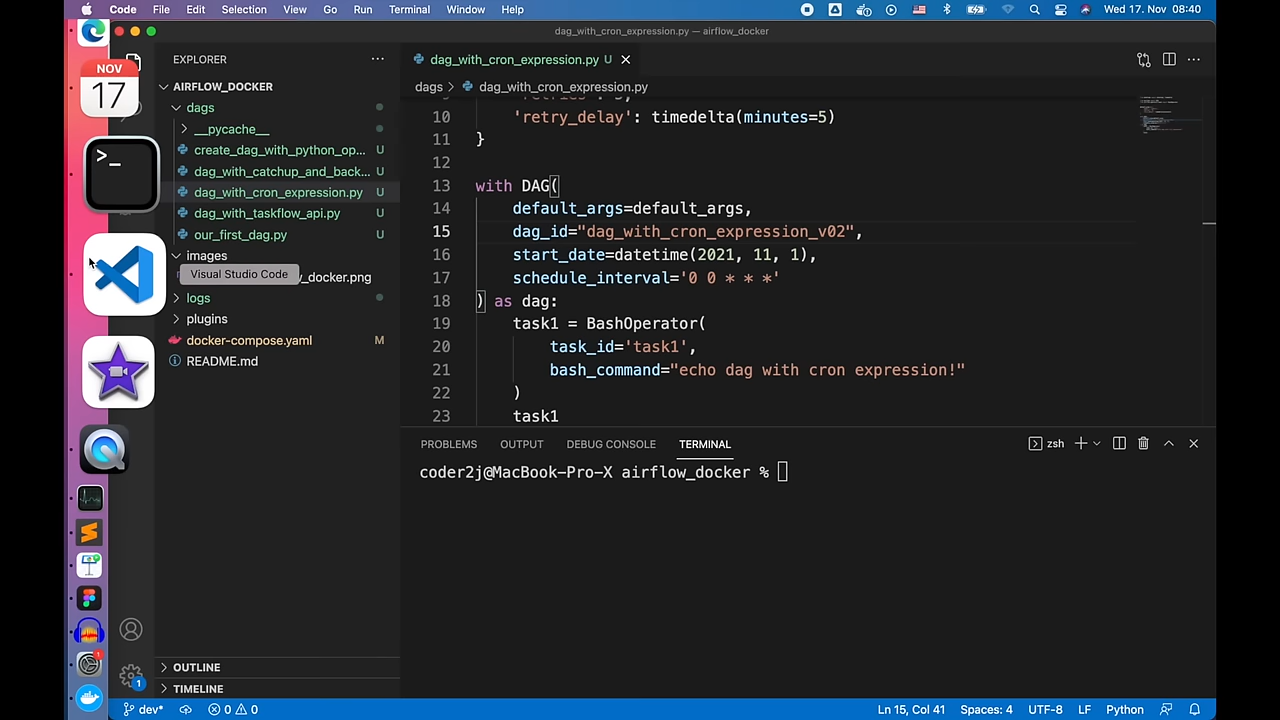 Code File Edit Selection View Go Run Terminal Window Help Wed 17. Nov 08:40
dag_with_cron_expression.py — airflow_docker
NOV
17
>_
Visual Studio Code
1
EXPLORER
AIRFLOW_DOCKER
dags
__pycache__
create_dag_with_python_op... U
dag_with_catchup_and_back... U
dag_with_cron_expression.py U
dag_with_taskflow_api.py U
our_first_dag.py U
images
_docker.png
logs
plugins
docker-compose.yaml M
README.md
OUTLINE
TIMELINE
1
dag_with_cron_expression.py U
dags > dag_with_cron_expression.py
10 'retry_delay': timedelta(minutes=5)
11 }
12
13 with DAG(
14 default_args=default_args,
15 dag_id="dag_with_cron_expression_v02",
16 start_date=datetime(2021, 11, 1),
17 schedule_interval='0 0 * * *'
18 ) as dag:
19 task1 = BashOperator(
20 task_id='task1',
21 bash_command="echo dag with cron expression!"
22 )
23 task1
PROBLEMS OUTPUT DEBUG CONSOLE TERMINAL zsh
coder2j@MacBook-Pro-X airflow_docker %
dev* 0 0 Ln 15, Col 41 Spaces: 4 UTF-8 LF Python